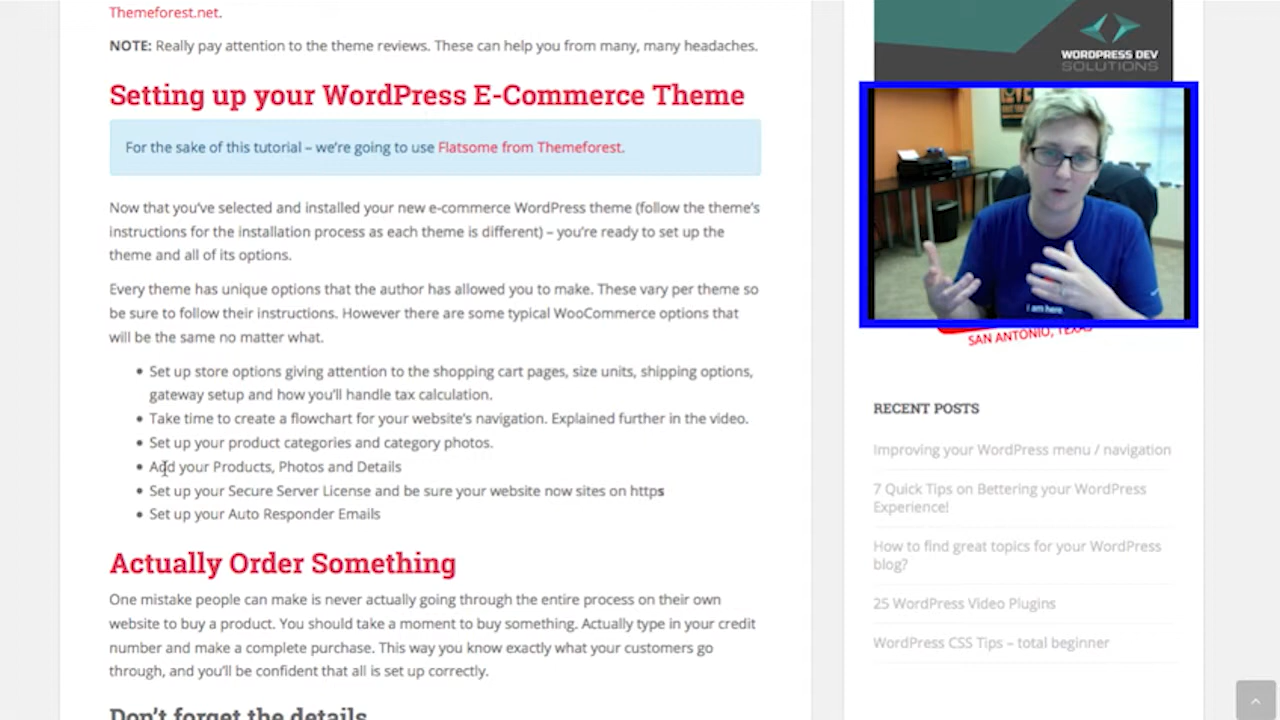 Themeforest.net.
NOTE: Really pay attention to the theme reviews. These can help you from many, many headaches.
Setting up your WordPress E-Commerce Theme
For the sake of this tutorial – we're going to use Flatsome from Themeforest.
Now that you've selected and installed your new e-commerce WordPress theme (follow the theme's
instructions for the installation process as each theme is different) – you're ready to set up the
theme and all of its options.
Every theme has unique options that the author has allowed you to make. These vary per theme so
be sure to follow their instructions. However there are some typical WooCommerce options that
will be the same no matter what.
Set up store options giving attention to the shopping cart pages, size units, shipping options,
gateway setup and how you'll handle tax calculation.
Take time to create a flowchart for your website's navigation. Explained further in the video.
Set up your product categories and category photos.
Add your Products, Photos and Details
Set up your Secure Server License and be sure your website now sites on https
Set up your Auto Responder Emails
Actually Order Something
One mistake people can make is never actually going through the entire process on their own
website to buy a product. You should take a moment to buy something. Actually type in your credit
number and make a complete purchase. This way you know exactly what your customers go
through, and you'll be confident that all is set up correctly.
Don't forget the details
WORDPRESS DEV
SOLUTIONS
I am here.
SAN ANTONIO, TEXAS
RECENT POSTS
Improving your WordPress menu / navigation
7 Quick Tips on Bettering your WordPress
Experience!
How to find great topics for your WordPress
blog?
25 WordPress Video Plugins
WordPress CSS Tips – total beginner